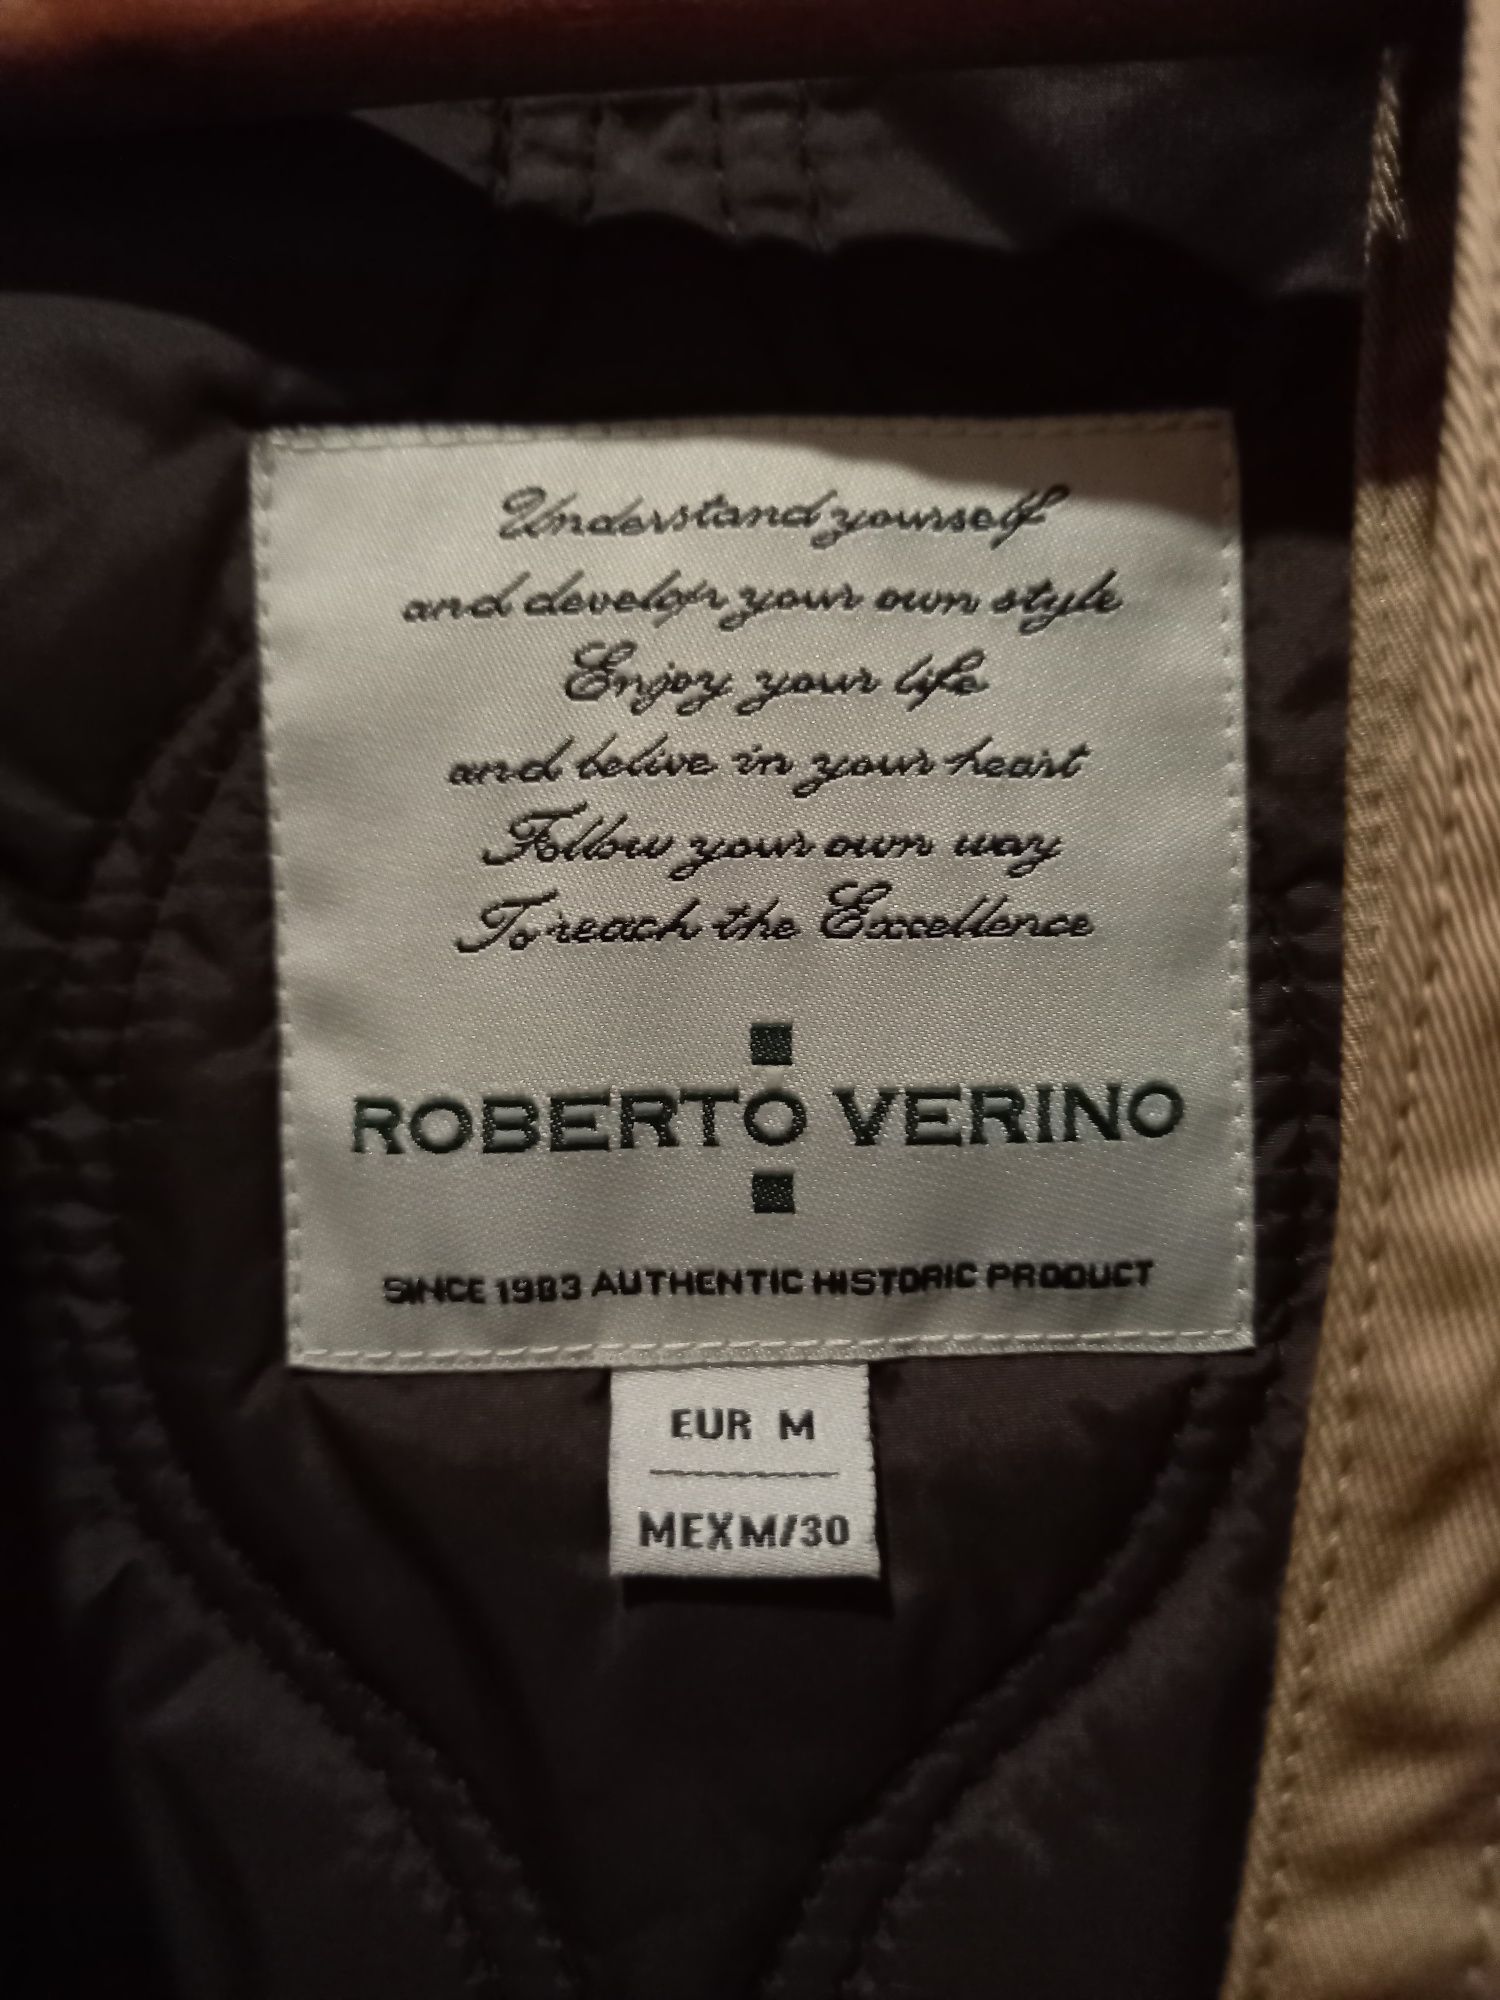 Understand yourself
and develop your own style
Enjoy your life
and belive in your heart
Follow your own way
To reach the Excellence
ROBERTO VERINO
SINCE 1983 AUTHENTIC HISTORIC PRODUCT
EUR M
MEX M/30